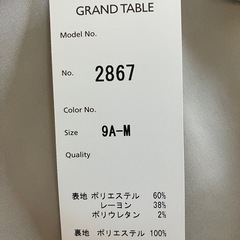 GRAND TABLE
Model No.
No. 2867
Color No.
Size 9A-M
Quality
表地 ポリエステル 60%
レーヨン 38%
ポリウレタン 2%
裏地 ポリエステル 100%